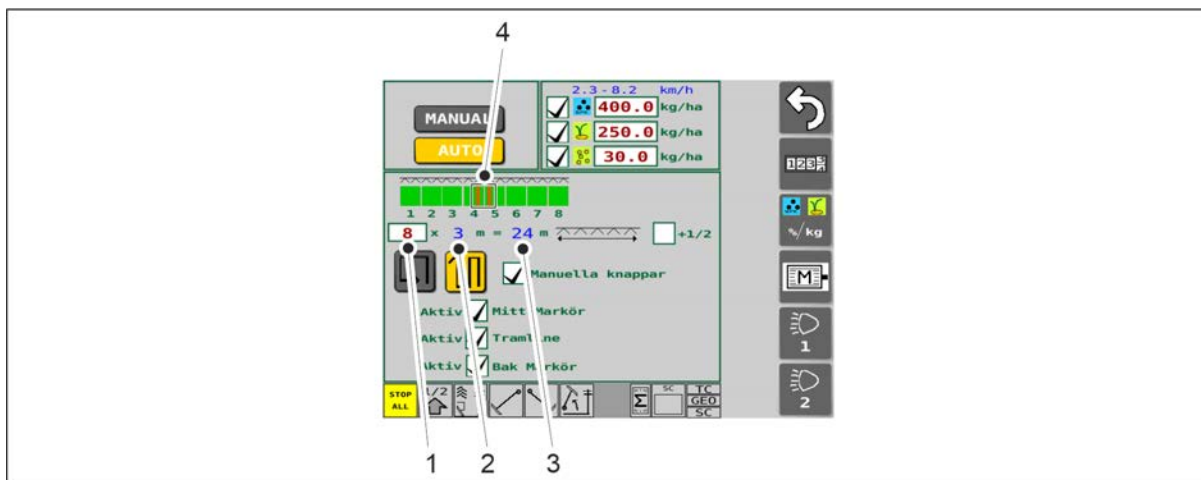 4
2.3-8.2 km/h
MANUAL
400.0 kg/ha
AUTO
250.0 kg/ha
30.0 kg/ha
1 2 3 4 5 6 7 8
8 x 3 m = 24 m +1/2
%/kg
Manuella knappar
M
Aktiv Mitt Markör
Aktiv Tramline
1
Aktiv Bak Markör
STOP ALL
1/2
Σ
SC
TC
GEO
SC
2
1 2 3